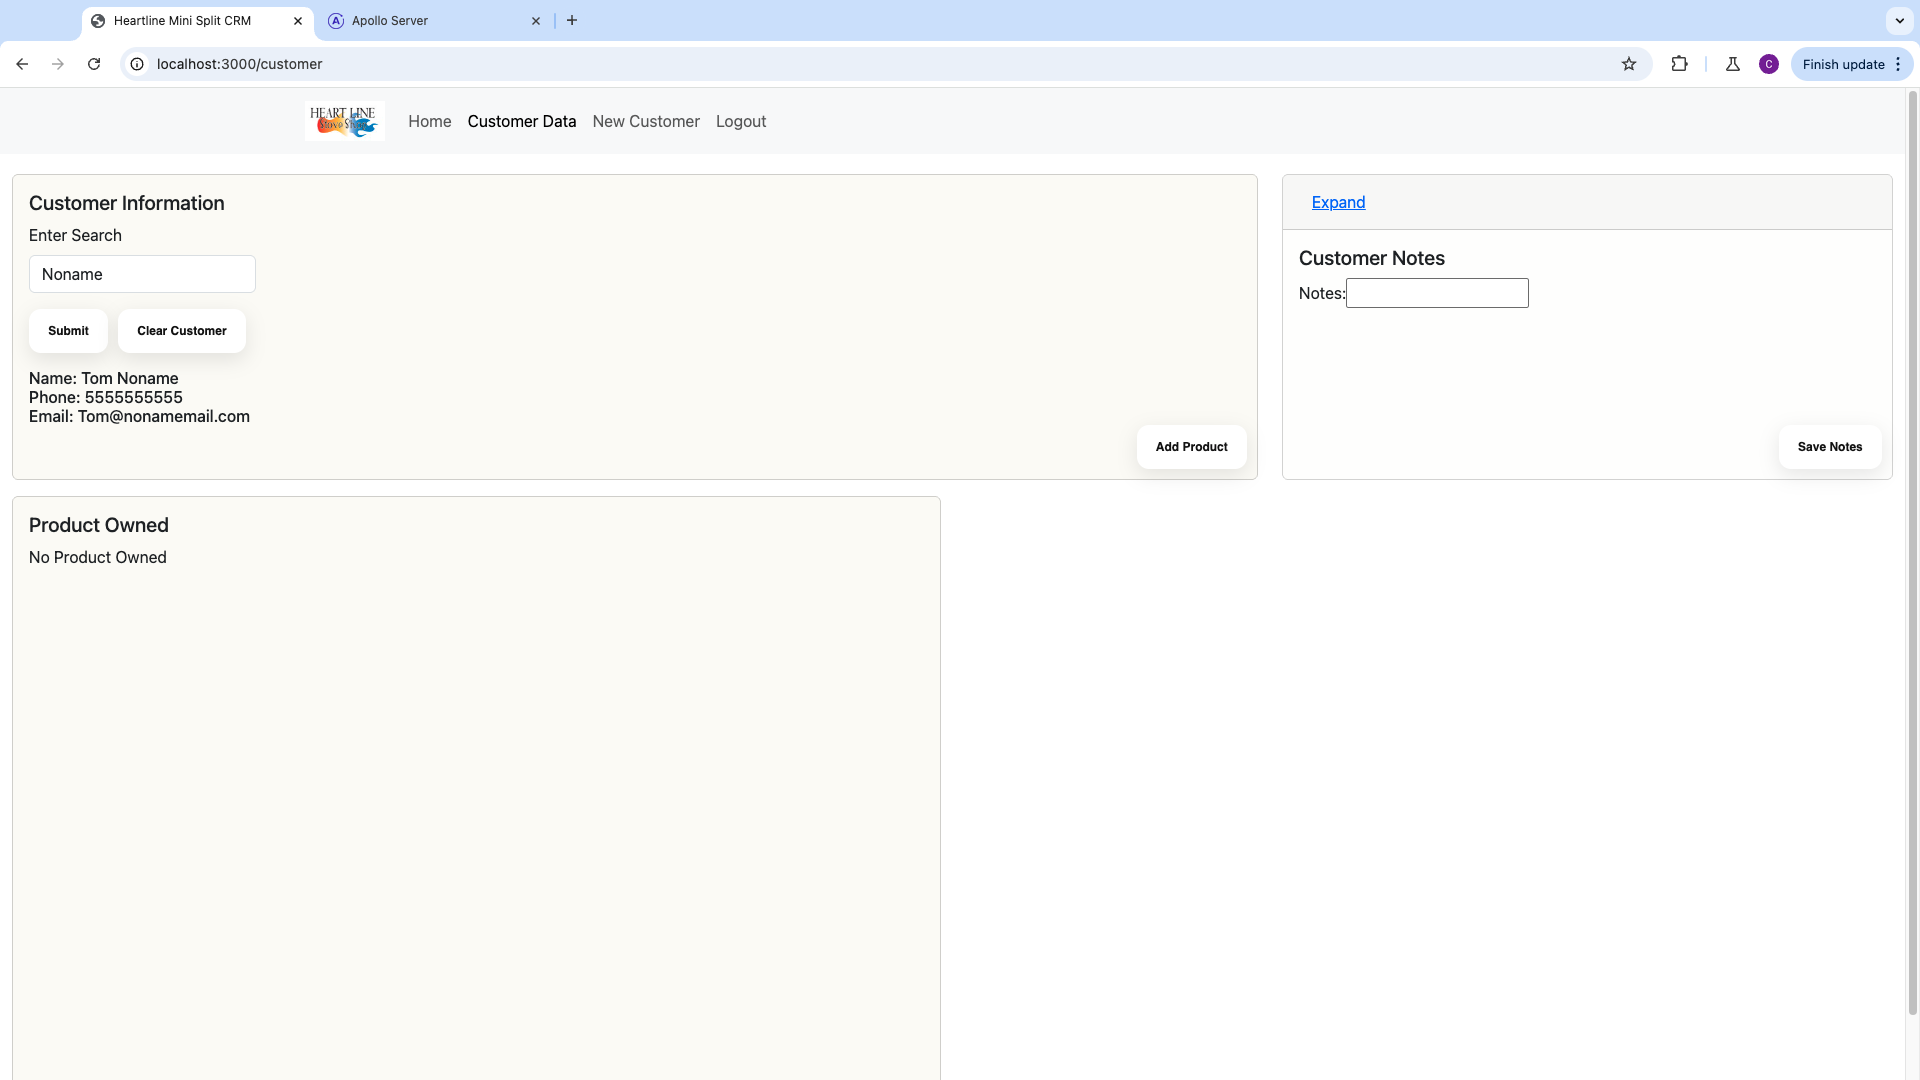 Heartline Mini Split CRM
Apollo Server
localhost:3000/customer
C
Finish update
HEART LINE
Stove Shop
Home
Customer Data
New Customer
Logout
Customer Information
Enter Search
Noname
Submit
Clear Customer
Name: Tom Noname
Phone: 5555555555
Email: Tom@nonamemail.com
Add Product
Expand
Customer Notes
Notes:
Save Notes
Product Owned
No Product Owned